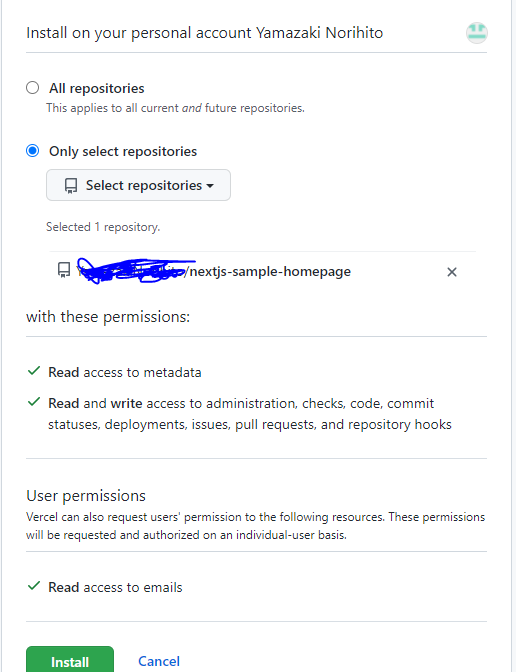 Install on your personal account Yamazaki Norihito
All repositories
This applies to all current and future repositories.
Only select repositories
Select repositories
Selected 1 repository.
/nextjs-sample-homepage
with these permissions:
Read access to metadata
Read and write access to administration, checks, code, commit
statuses, deployments, issues, pull requests, and repository hooks
User permissions
Vercel can also request users' permission to the following resources. These permissions
will be requested and authorized on an individual-user basis.
Read access to emails
Install Cancel